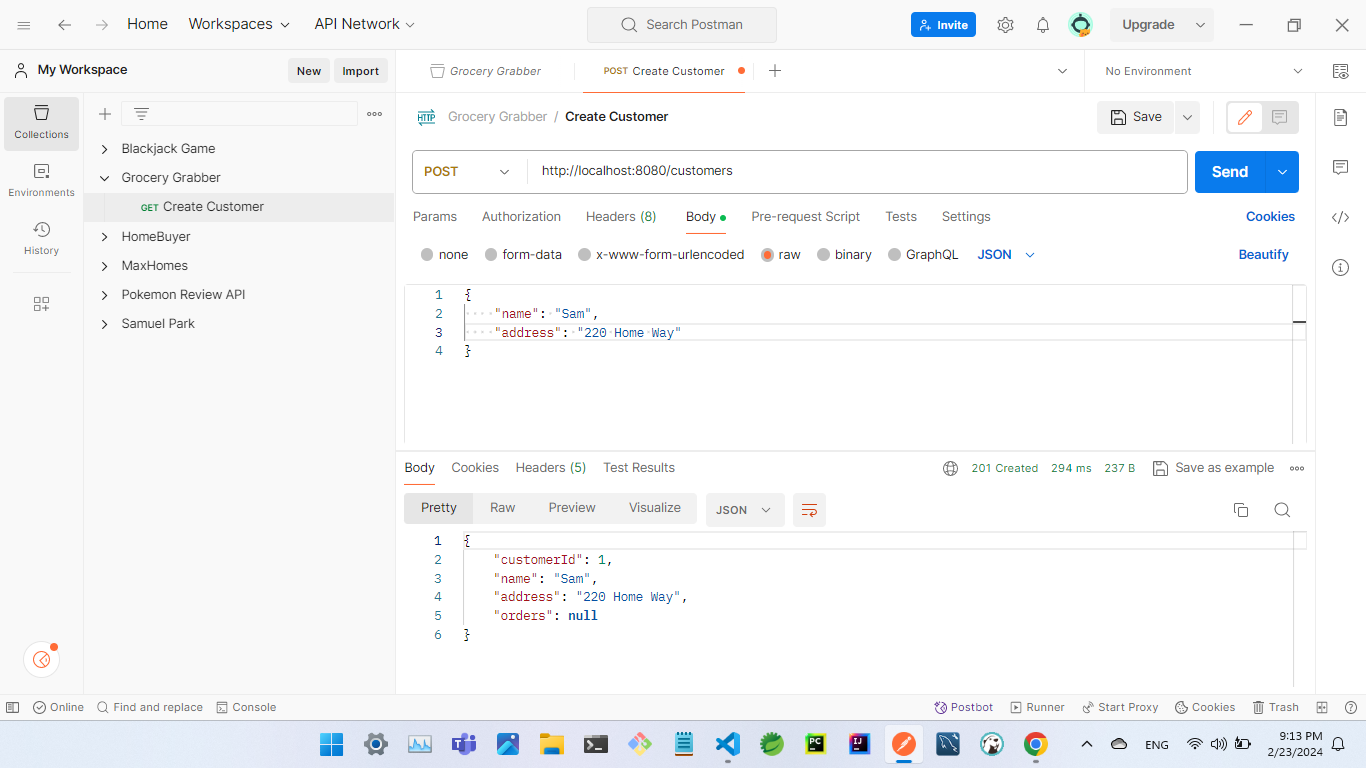 Home Workspaces API Network Search Postman Invite Upgrade
My Workspace New Import Grocery Grabber POST Create Customer No Environment
Collections
Environments
History
Blackjack Game
Grocery Grabber
GET Create Customer
HomeBuyer
MaxHomes
Pokemon Review API
Samuel Park
HTTP Grocery Grabber / Create Customer Save
POST http://localhost:8080/customers Send
Params Authorization Headers (8) Body Pre-request Script Tests Settings Cookies
none form-data x-www-form-urlencoded raw binary GraphQL JSON Beautify
1 {
2 ····"name":·"Sam",
3 ····"address":·"220·Home·Way"
4 }
Body Cookies Headers (5) Test Results 201 Created 294 ms 237 B Save as example
Pretty Raw Preview Visualize JSON
1 {
2 "customerId": 1,
3 "name": "Sam",
4 "address": "220 Home Way",
5 "orders": null
6 }
Online Find and replace Console Postbot Runner Start Proxy Cookies Trash
PC IJ ENG 9:13 PM
2/23/2024